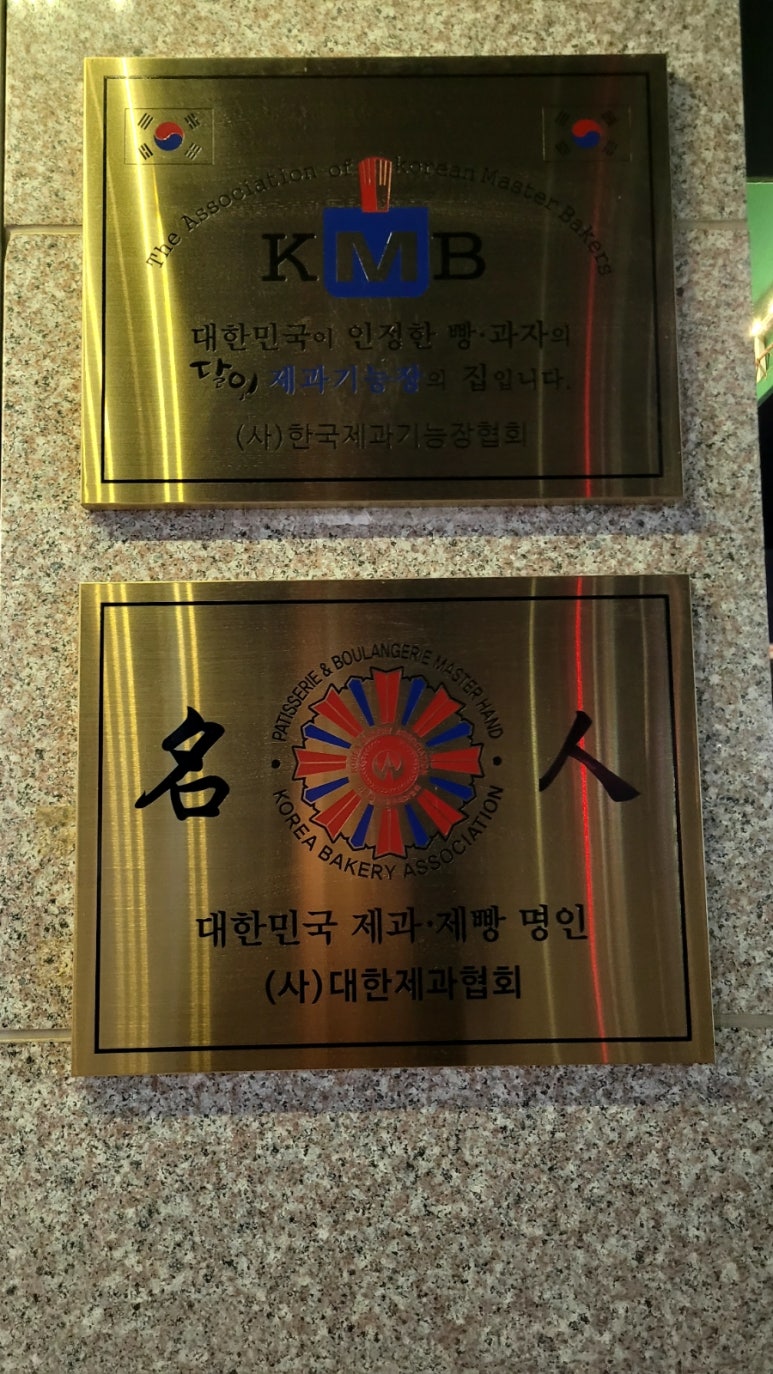 The Association of Korean Master Bakers
KMB
대한민국이 인정한 빵·과자의
달인, 제과기능장의 집입니다.
(사)한국제과기능장협회
PATISSERIE & BOULANGERIE MASTER HAND
名人
KOREA BAKERY ASSOCIATION
대한민국 제과·제빵 명인
(사)대한제과협회